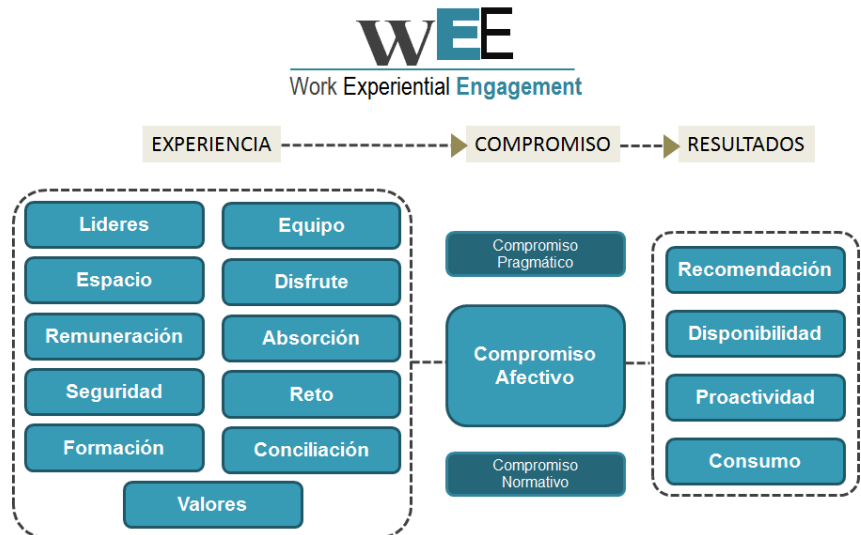 WEE
Work Experiential Engagement
EXPERIENCIA
COMPROMISO
RESULTADOS
Lideres
Equipo
Espacio
Disfrute
Remuneración
Absorción
Seguridad
Reto
Formación
Conciliación
Valores
Compromiso
Pragmático
Compromiso
Afectivo
Compromiso
Normativo
Recomendación
Disponibilidad
Proactividad
Consumo